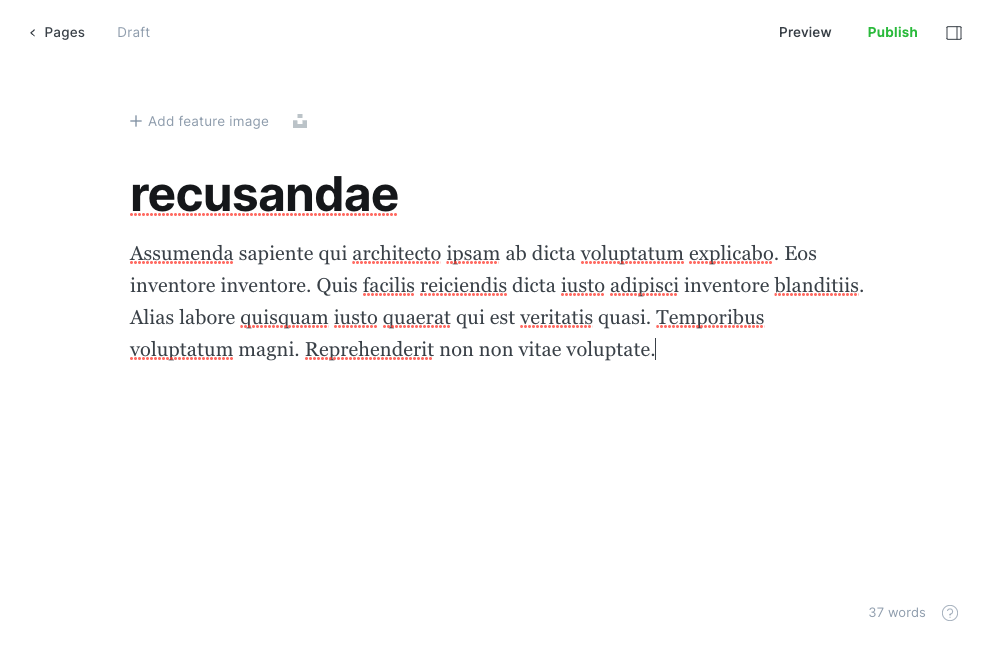 Pages
Draft
Preview
Publish
Add feature image
recusandae
Assumenda sapiente qui architecto ipsam ab dicta voluptatum explicabo. Eos
inventore inventore. Quis facilis reiciendis dicta iusto adipisci inventore blanditiis.
Alias labore quisquam iusto quaerat qui est veritatis quasi. Temporibus
voluptatum magni. Reprehenderit non non vitae voluptate.
37 words